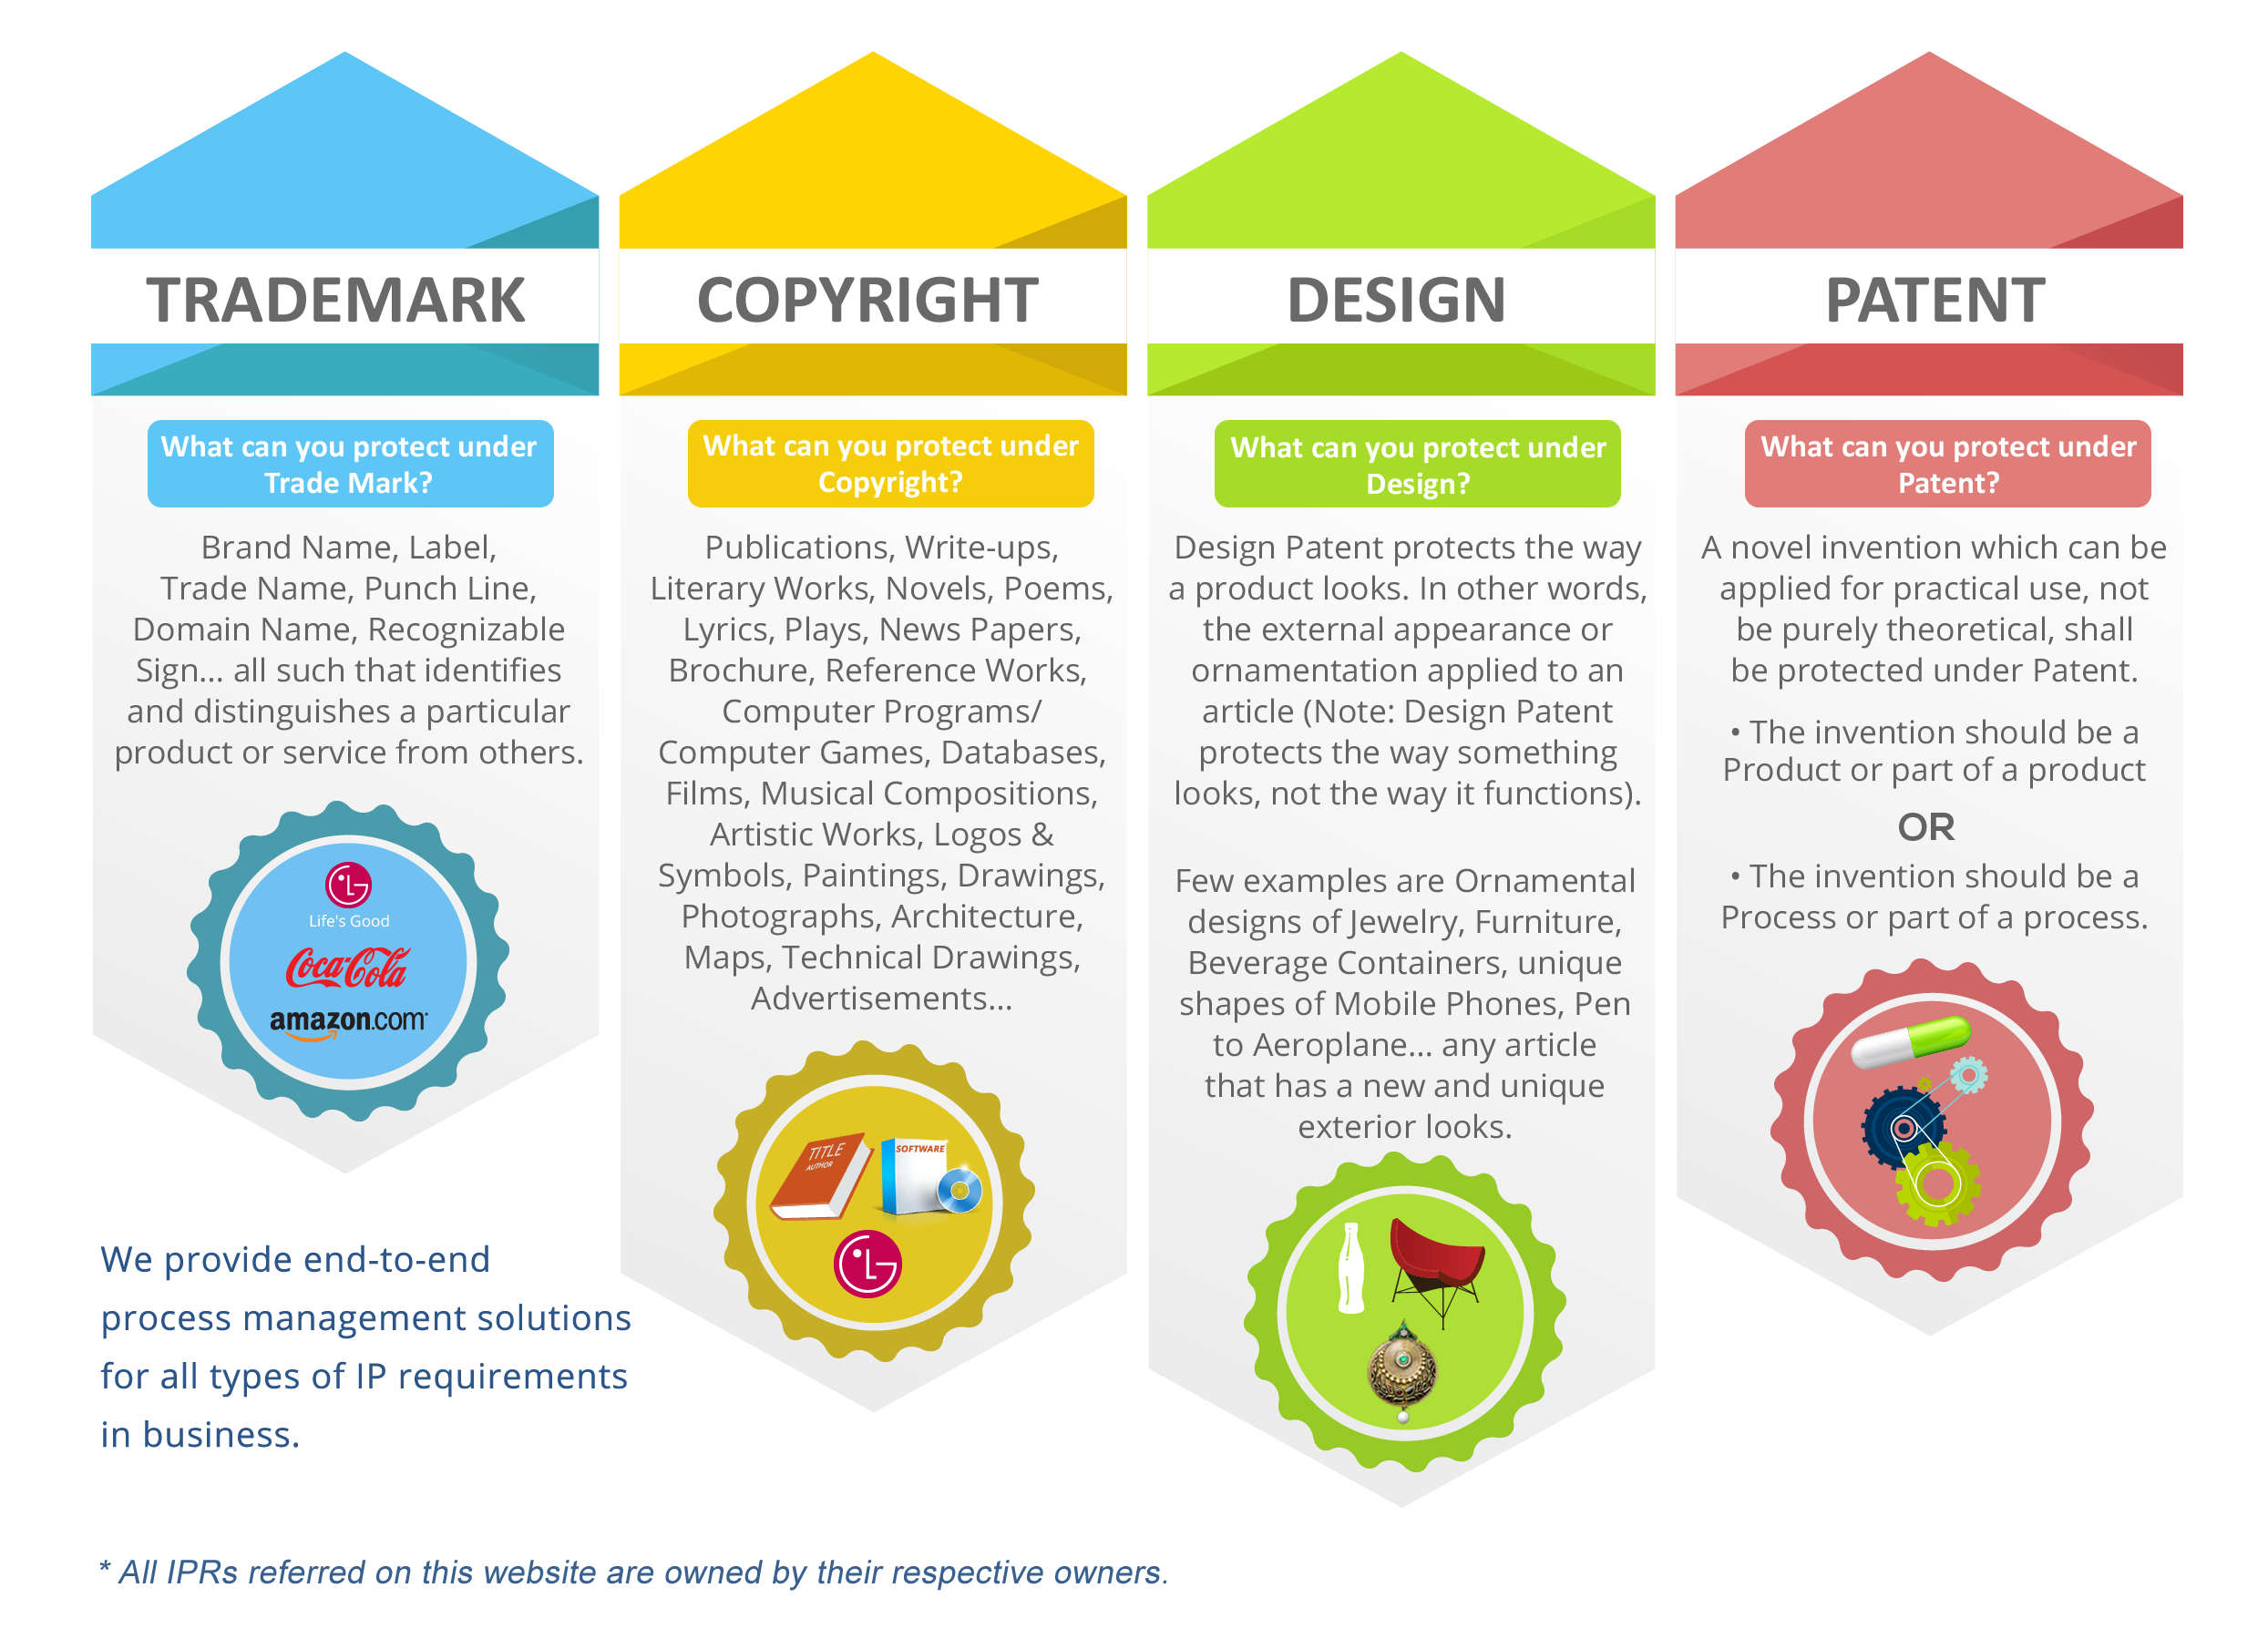 TRADEMARK
What can you protect under
Trade Mark?
Brand Name, Label,
Trade Name, Punch Line,
Domain Name, Recognizable
Sign... all such that identifies
and distinguishes a particular
product or service from others.
LG
Life's Good
Coca-Cola
amazon.com
COPYRIGHT
What can you protect under
Copyright?
Publications, Write-ups,
Literary Works, Novels, Poems,
Lyrics, Plays, News Papers,
Brochure, Reference Works,
Computer Programs/
Computer Games, Databases,
Films, Musical Compositions,
Artistic Works, Logos &
Symbols, Paintings, Drawings,
Photographs, Architecture,
Maps, Technical Drawings,
Advertisements...
TITLE
AUTHOR
SOFTWARE
LG
DESIGN
What can you protect under
Design?
Design Patent protects the way
a product looks. In other words,
the external appearance or
ornamentation applied to an
article (Note: Design Patent
protects the way something
looks, not the way it functions).
Few examples are Ornamental
designs of Jewelry, Furniture,
Beverage Containers, unique
shapes of Mobile Phones, Pen
to Aeroplane... any article
that has a new and unique
exterior looks.
PATENT
What can you protect under
Patent?
A novel invention which can be
applied for practical use, not
be purely theoretical, shall
be protected under Patent.
• The invention should be a
Product or part of a product
OR
• The invention should be a
Process or part of a process.
We provide end-to-end
process management solutions
for all types of IP requirements
in business.
* All IPRs referred on this website are owned by their respective owners.